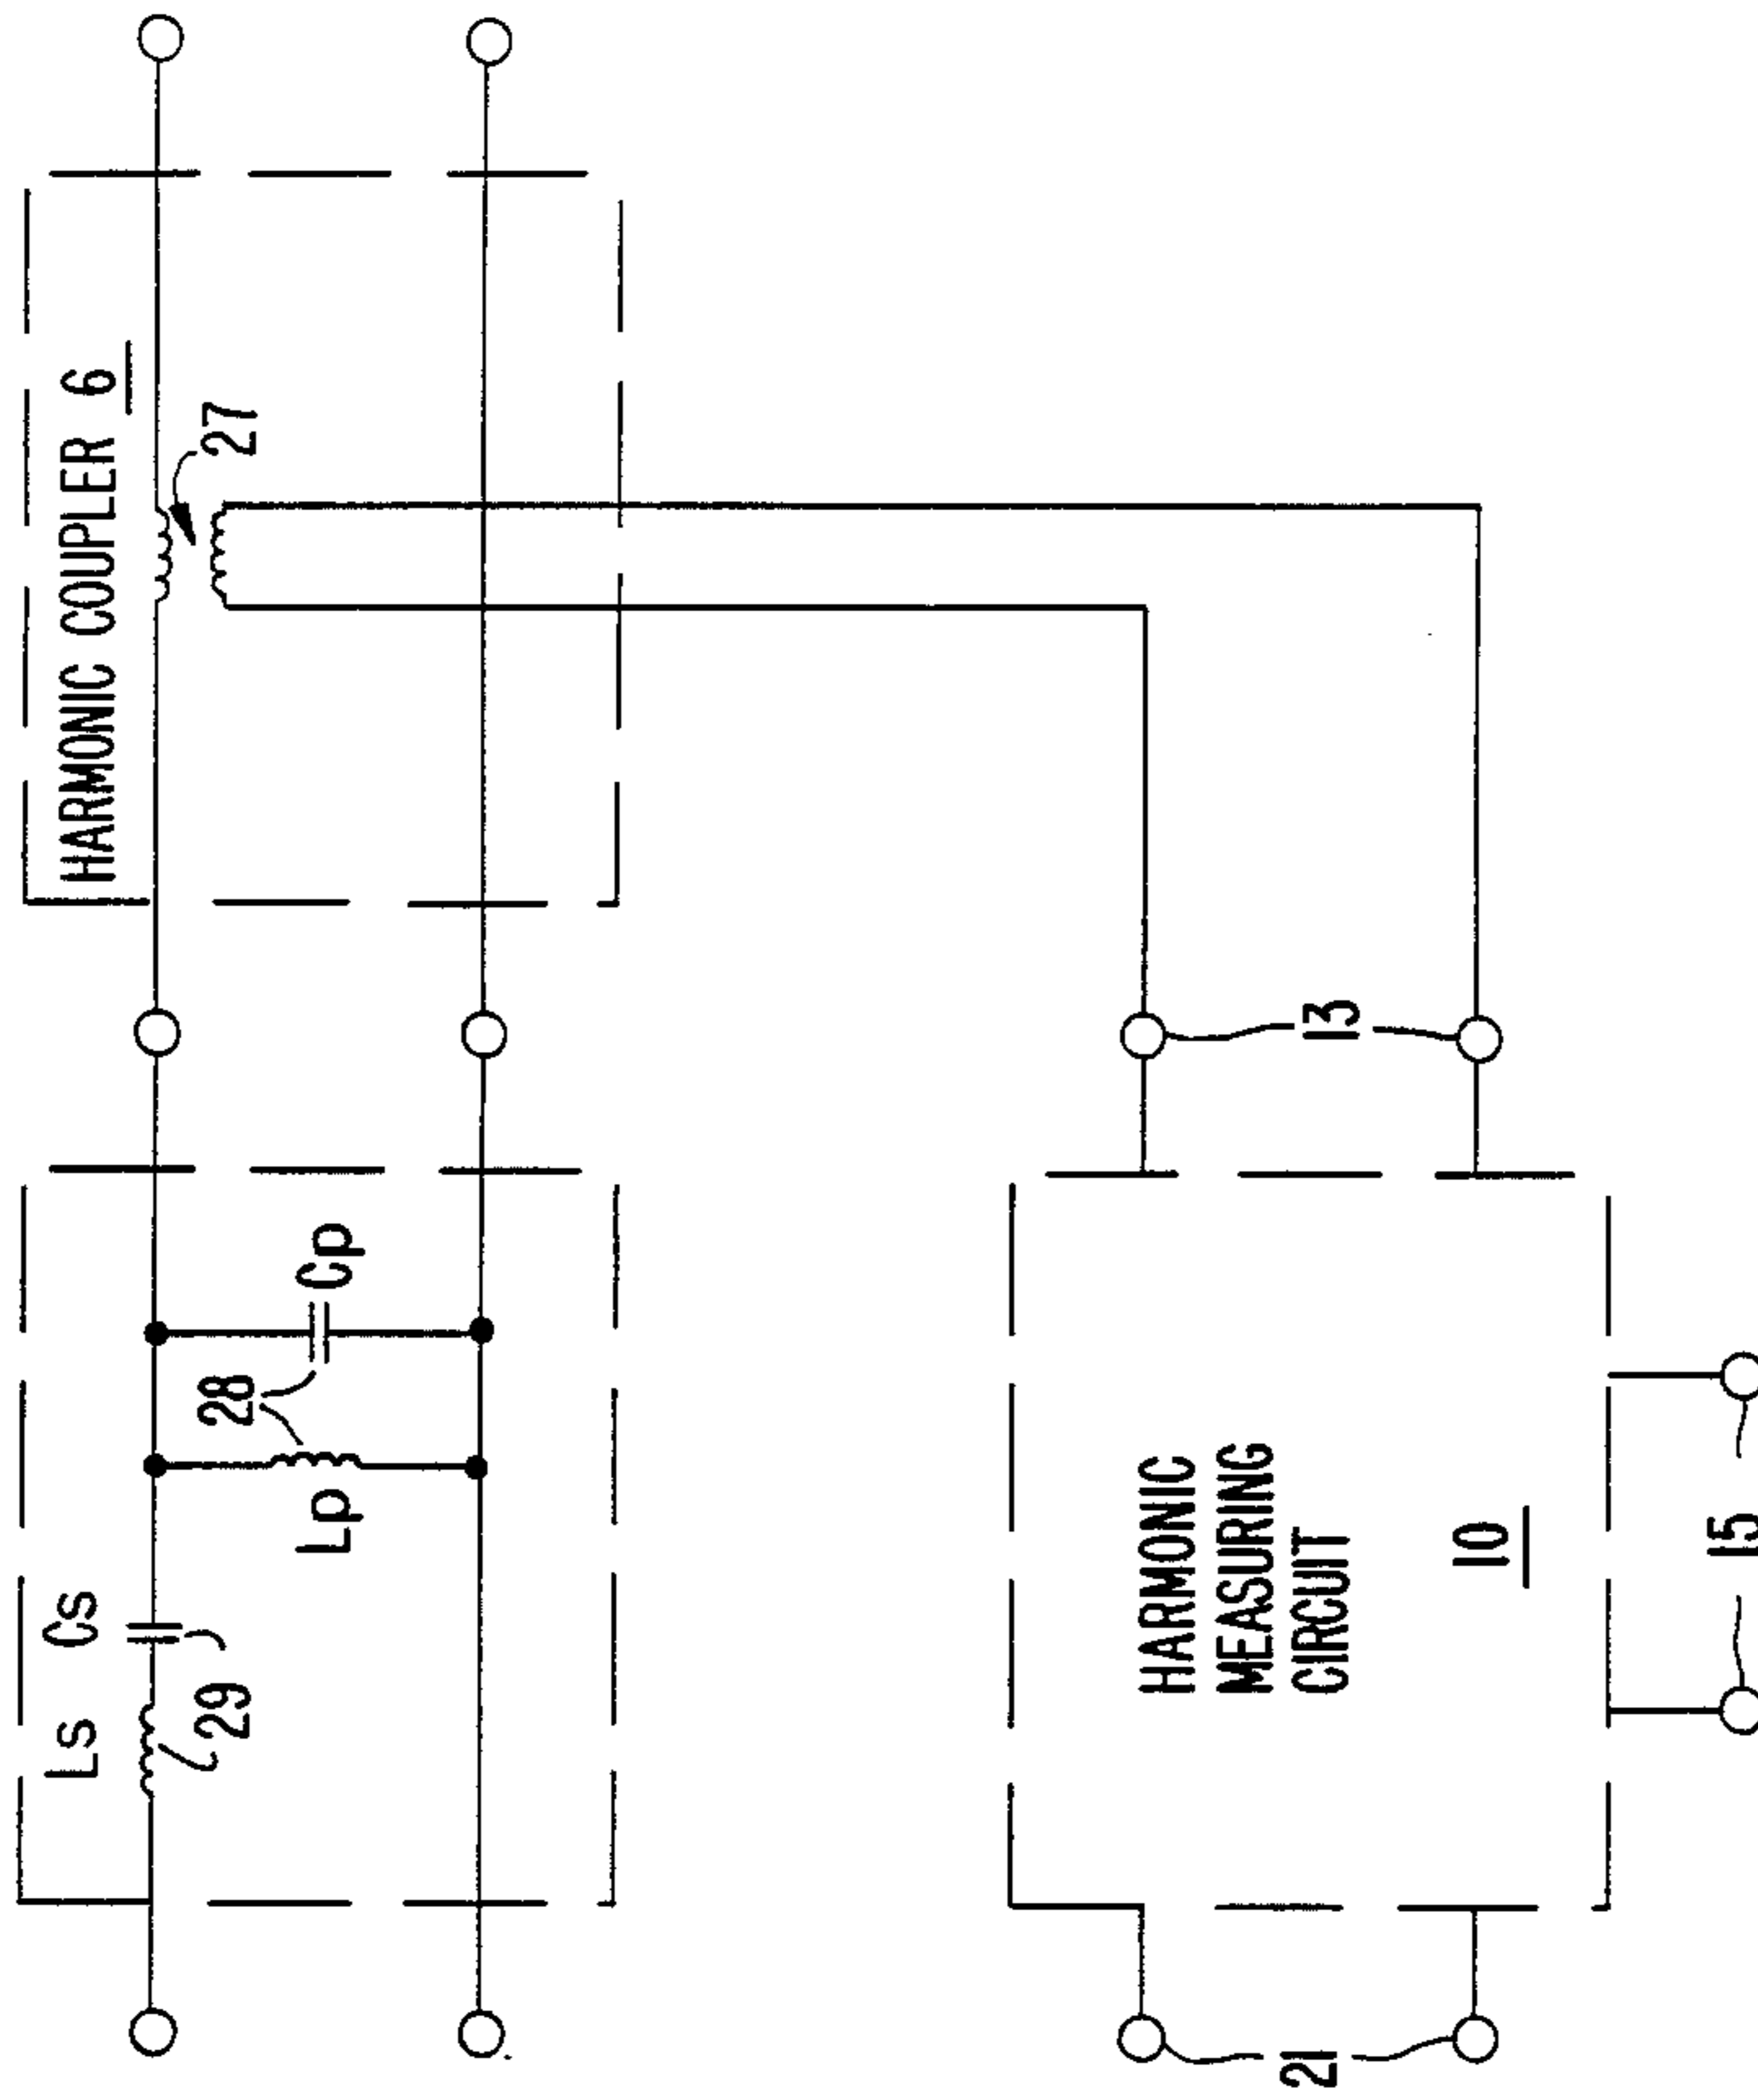 Ls
Cs
29
Lp
28
Cp
HARMONIC COUPLER 6
27
HARMONIC
MEASURING
CIRCUIT
10
21
13
15